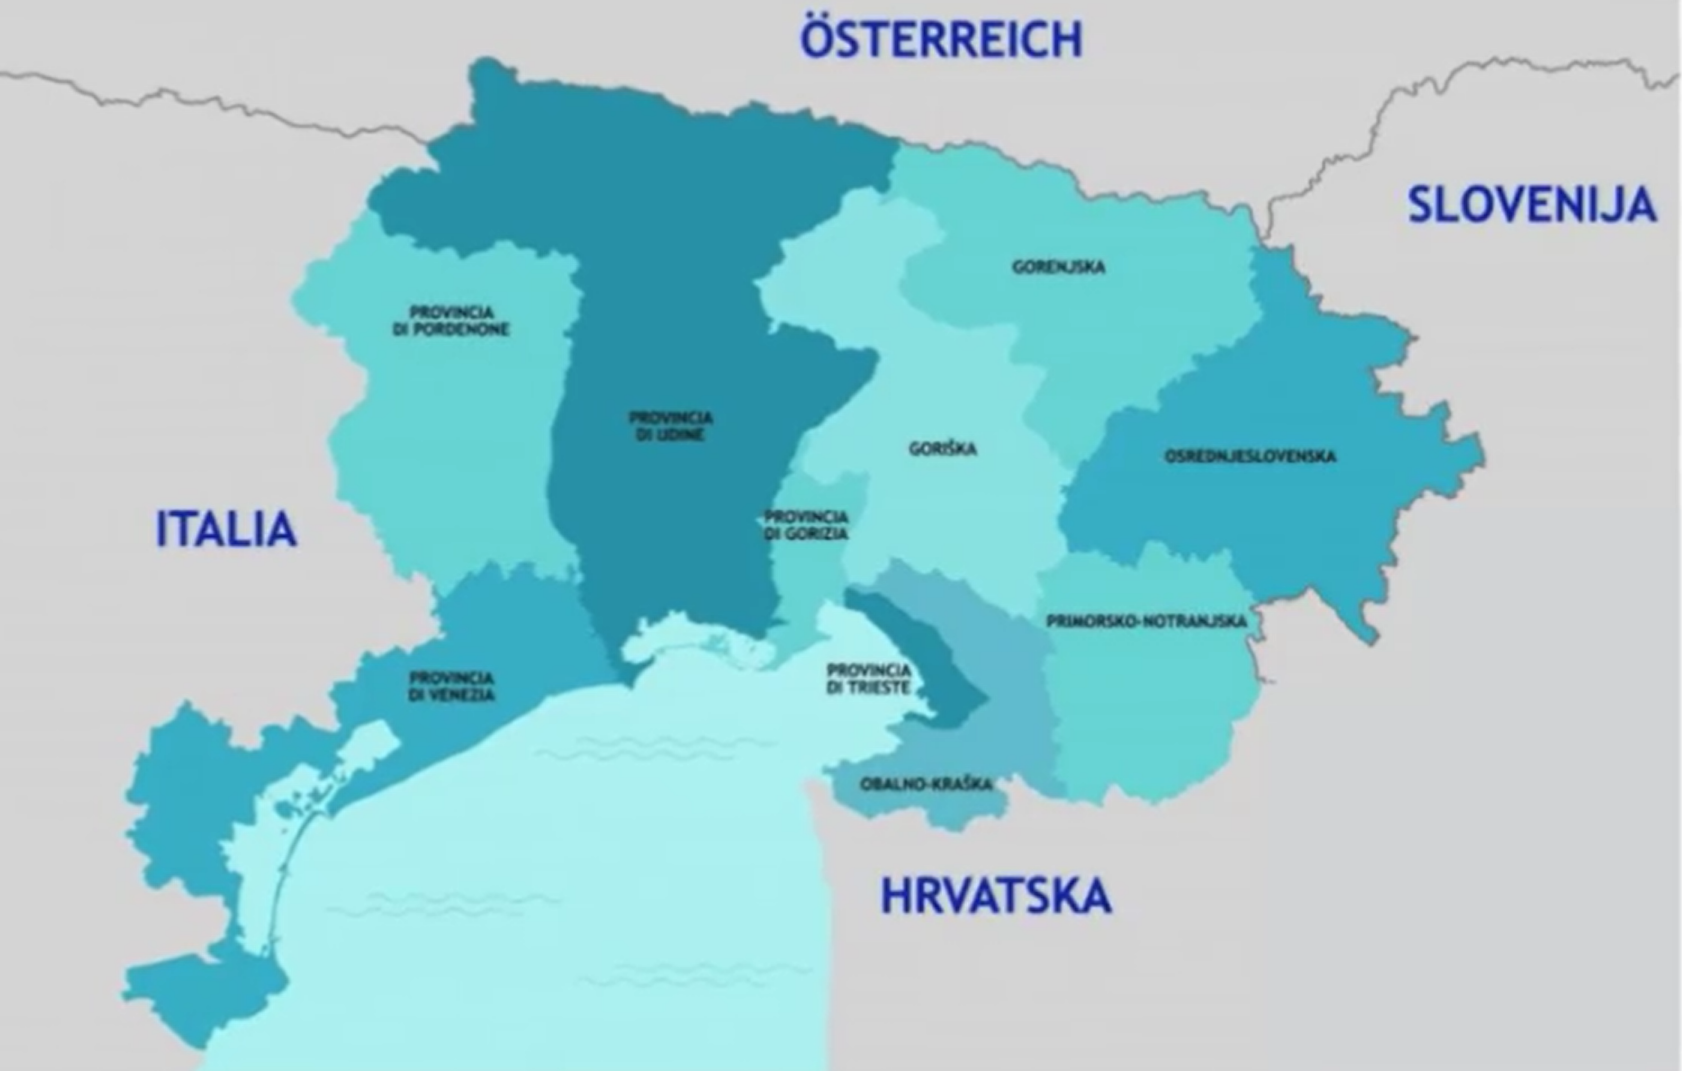 ÖSTERREICH
SLOVENIJA
GORENJSKA
PROVINCIA
DI PORDENONE
PROVINCIA
DI UDINE
GORIŠKA
OSREDNJESLOVENSKA
ITALIA
PROVINCIA
DI GORIZIA
PRIMORSKO-NOTRANJSKA
PROVINCIA
DI VENEZIA
PROVINCIA
DI TRIESTE
OBALNO-KRAŠKA
HRVATSKA